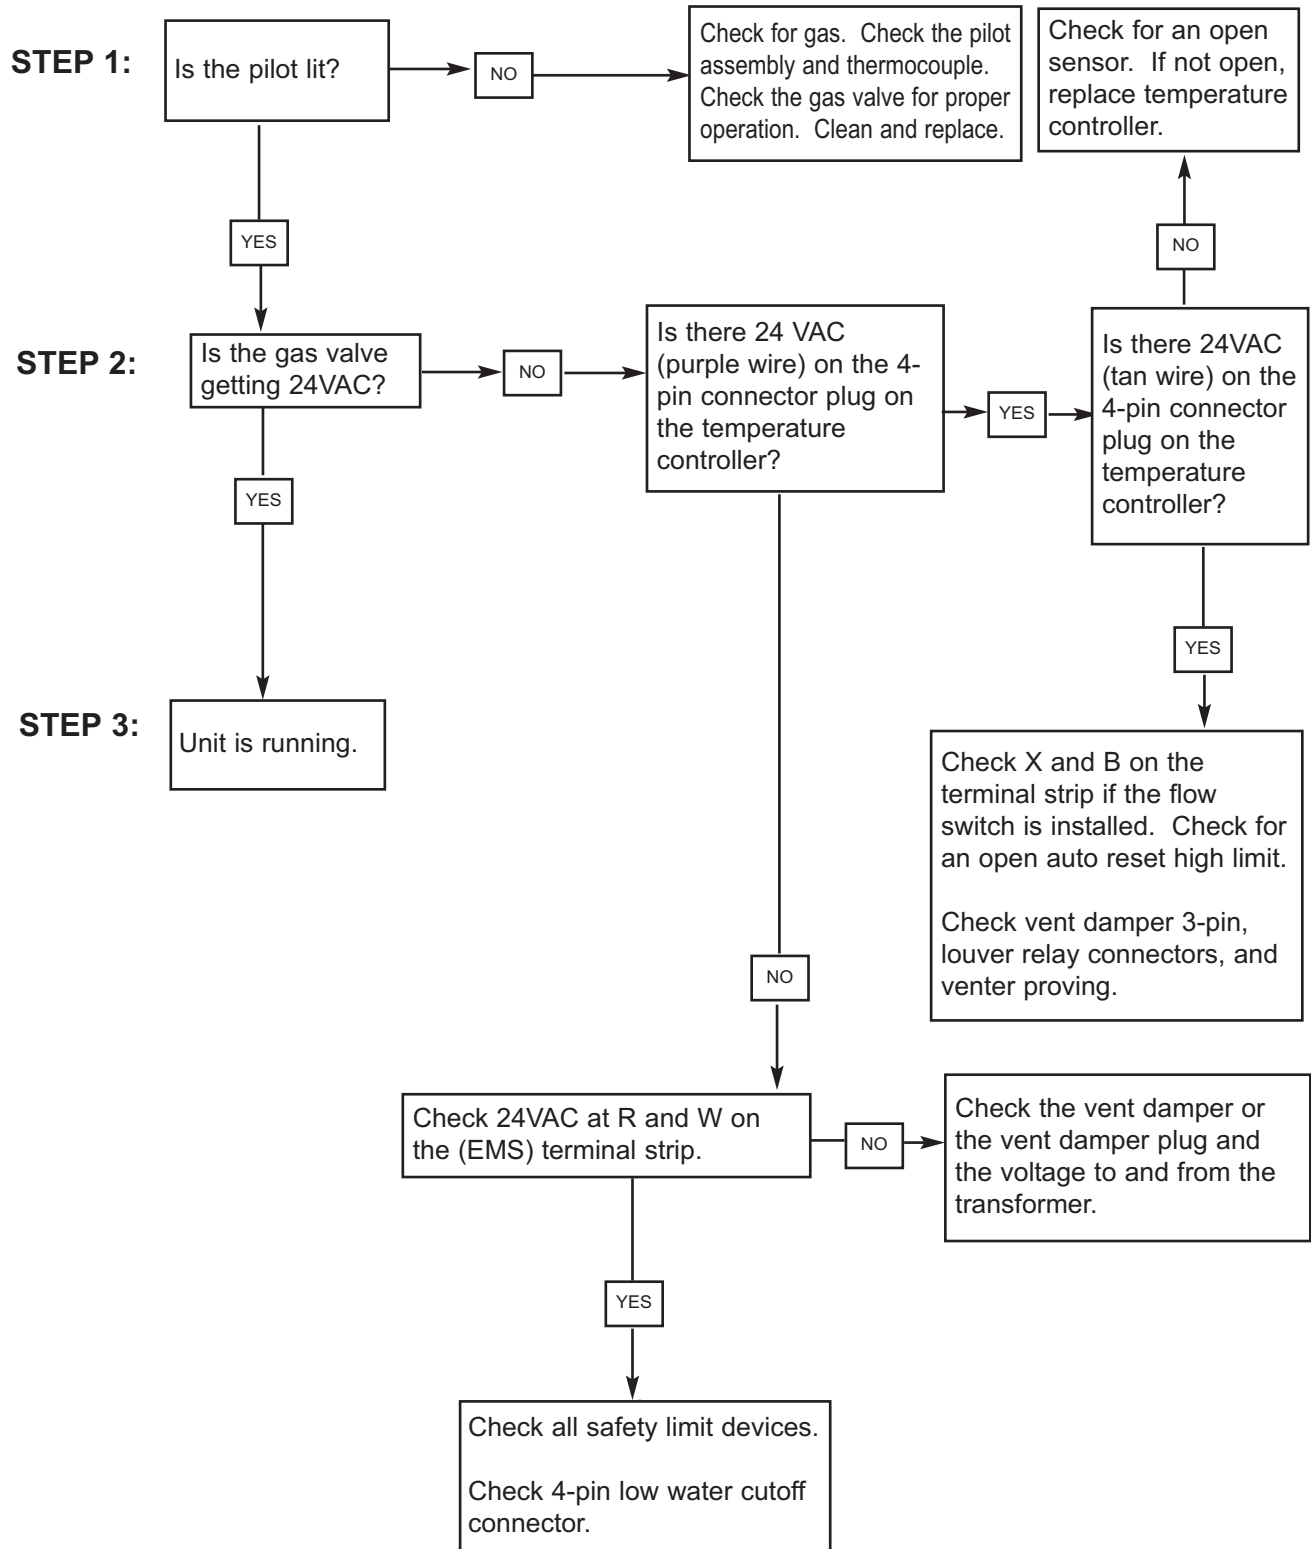 STEP 1:
Is the pilot lit?
NO
Check for gas.  Check the pilot
assembly and thermocouple.
Check the gas valve for proper
operation.  Clean and replace.
Check for an open
sensor.  If not open,
replace temperature
controller.
YES
NO
STEP 2:
Is the gas valve
getting 24VAC?
NO
Is there 24 VAC
(purple wire) on the 4-
pin connector plug on
the temperature
controller?
YES
Is there 24VAC
(tan wire) on the
4-pin connector
plug on the
temperature
controller?
YES
YES
STEP 3:
Unit is running.
Check X and B on the
terminal strip if the flow
switch is installed.  Check for
an open auto reset high limit.
Check vent damper 3-pin,
louver relay connectors, and
venter proving.
NO
Check 24VAC at R and W on
the (EMS) terminal strip.
NO
Check the vent damper or
the vent damper plug and
the voltage to and from the
transformer.
YES
Check all safety limit devices.
Check 4-pin low water cutoff
connector.